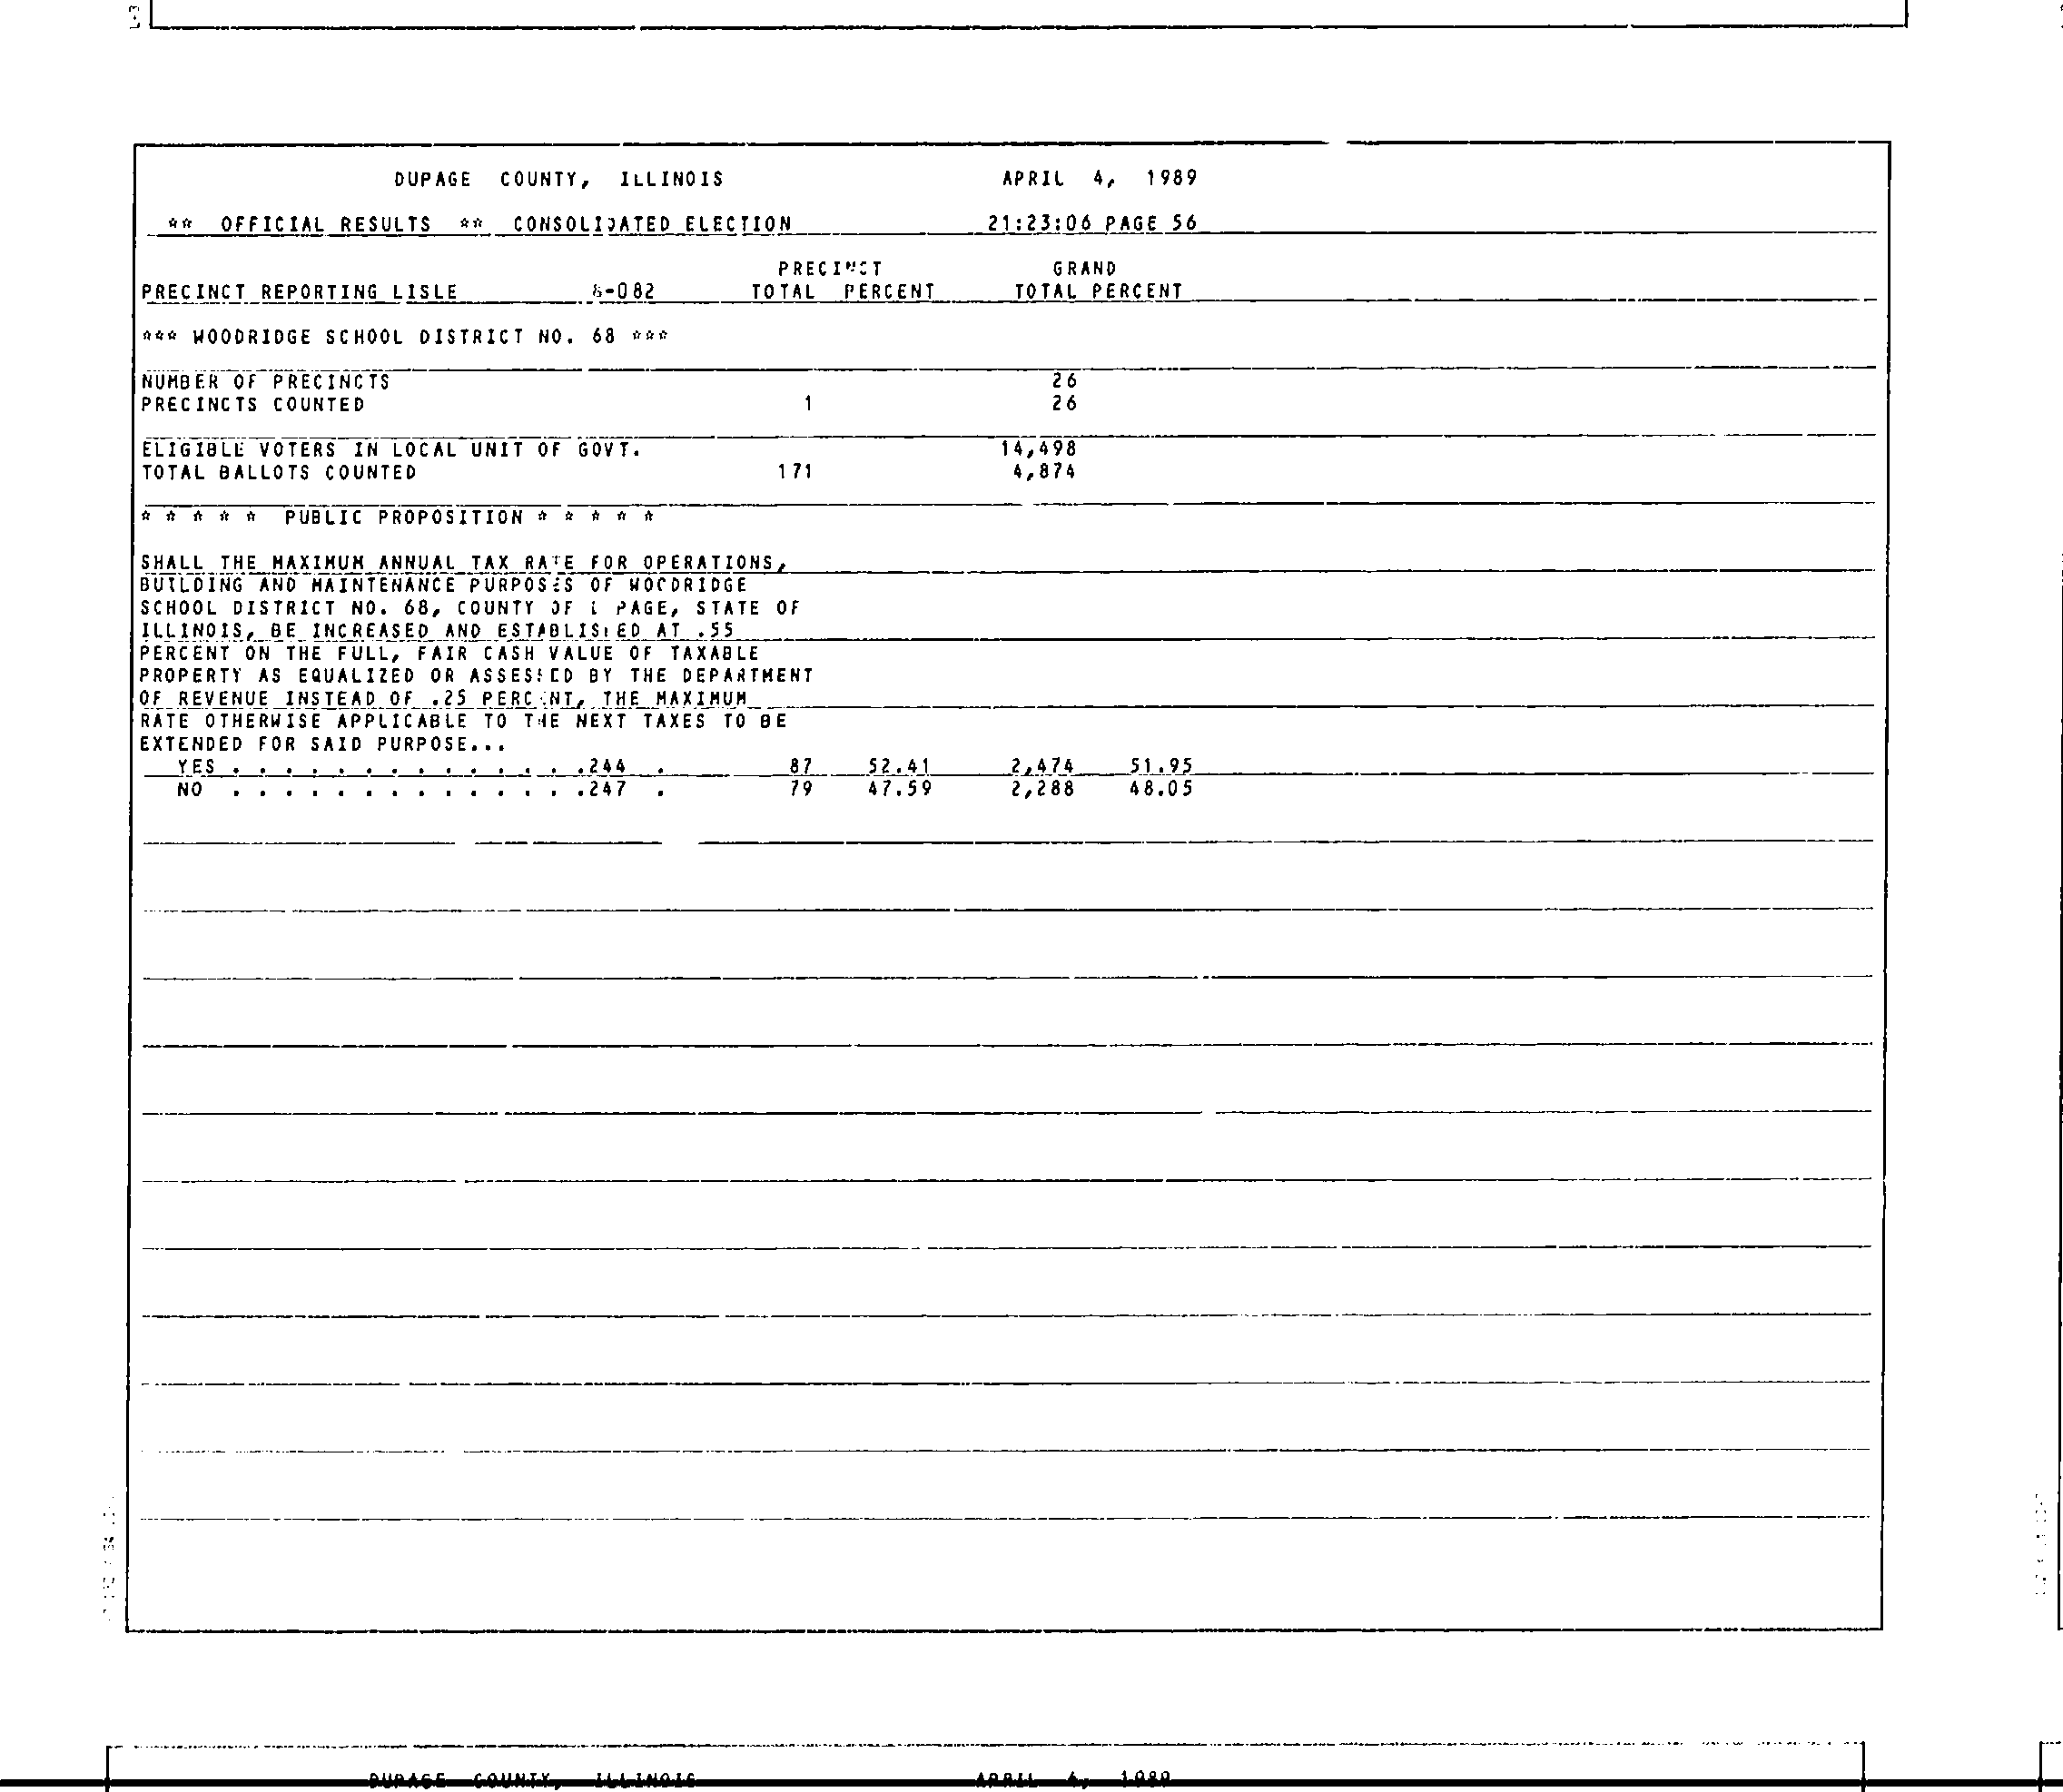 DUPAGE COUNTY, ILLINOIS APRIL 4, 1989
** OFFICIAL RESULTS ** CONSOLIDATED ELECTION 21:23:06 PAGE 56
PRECINCT GRAND
PRECINCT REPORTING LISLE 6-082 TOTAL PERCENT TOTAL PERCENT
*** WOODRIDGE SCHOOL DISTRICT NO. 68 ***
NUMBER OF PRECINCTS 26
PRECINCTS COUNTED 1 26
ELIGIBLE VOTERS IN LOCAL UNIT OF GOVT. 14,498
TOTAL BALLOTS COUNTED 171 4,874
* * * * * PUBLIC PROPOSITION * * * * *
SHALL THE MAXIMUM ANNUAL TAX RATE FOR OPERATIONS,
BUILDING AND MAINTENANCE PURPOSES OF WOODRIDGE
SCHOOL DISTRICT NO. 68, COUNTY OF PAGE, STATE OF
ILLINOIS, BE INCREASED AND ESTABLISHED AT .55
PERCENT ON THE FULL, FAIR CASH VALUE OF TAXABLE
PROPERTY AS EQUALIZED OR ASSESSED BY THE DEPARTMENT
OF REVENUE INSTEAD OF .25 PERCENT, THE MAXIMUM
RATE OTHERWISE APPLICABLE TO THE NEXT TAXES TO BE
EXTENDED FOR SAID PURPOSE...
YES . . . . . . . . . . . . . .244 . 87 52.41 2,474 51.95
NO . . . . . . . . . . . . . .247 . 79 47.59 2,288 48.05
DUPAGE COUNTY, ILLINOIS APRIL 4, 1989